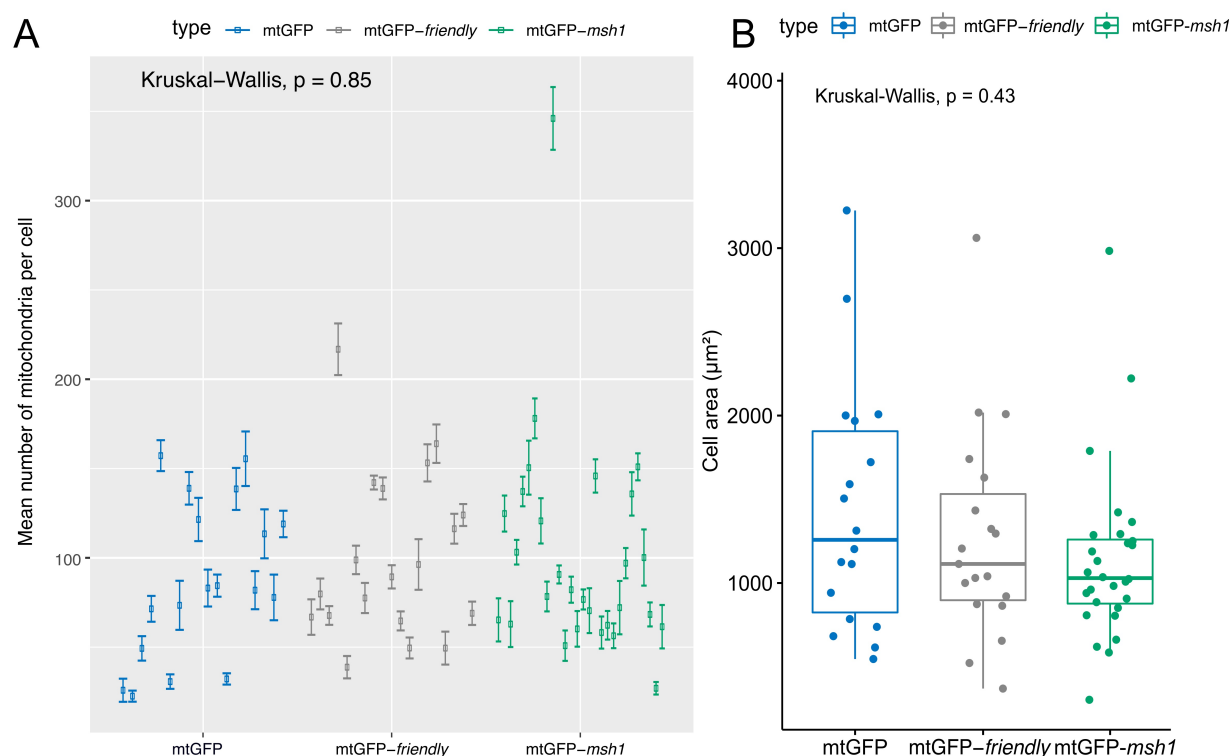 A
type mtGFP mtGFP−friendly mtGFP−msh1
Kruskal−Wallis, p = 0.85
Mean number of mitochondria per cell
300
200
100
mtGFP mtGFP−friendly mtGFP−msh1
B
type mtGFP mtGFP−friendly mtGFP-msh1
Kruskal-Wallis, p = 0.43
Cell area (μm²)
4000
3000
2000
1000
mtGFP mtGFP−friendly mtGFP-msh1